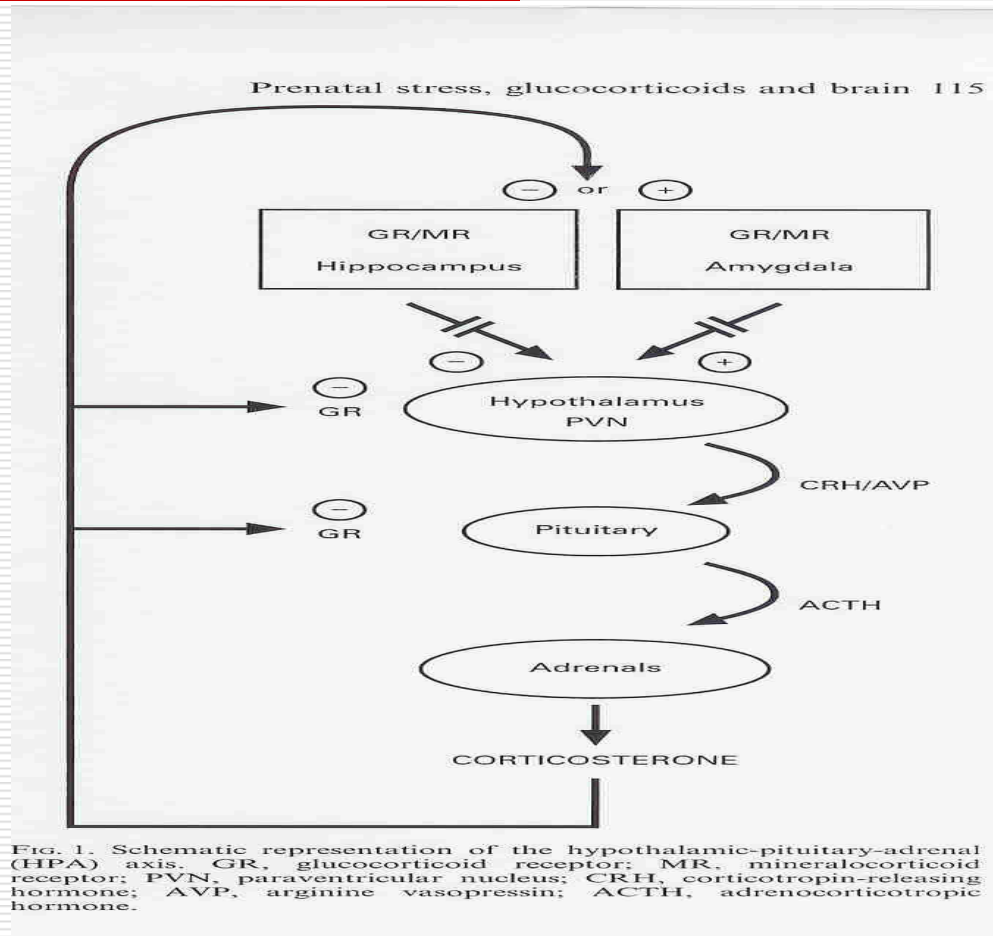 Prenatal stress, glucocorticoids and brain 115
− or +
GR/MR
Hippocampus
GR/MR
Amygdala
−
+
−
GR
Hypothalamus
PVN
CRH/AVP
−
GR
Pituitary
ACTH
Adrenals
CORTICOSTERONE
FIG. 1. Schematic representation of the hypothalamic-pituitary-adrenal
(HPA) axis. GR, glucocorticoid receptor; MR, mineralocorticoid
receptor; PVN, paraventricular nucleus; CRH, corticotropin-releasing
hormone; AVP, arginine vasopressin; ACTH, adrenocorticotropic
hormone.